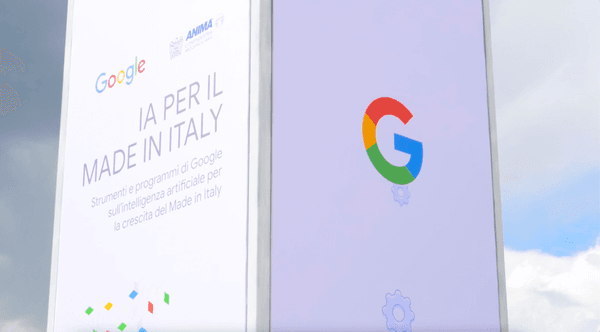 Google
ANIMA
IA PER IL
MADE IN ITALY
Strumenti e programmi di Google
sull'intelligenza artificiale per
la crescita del Made in Italy
G